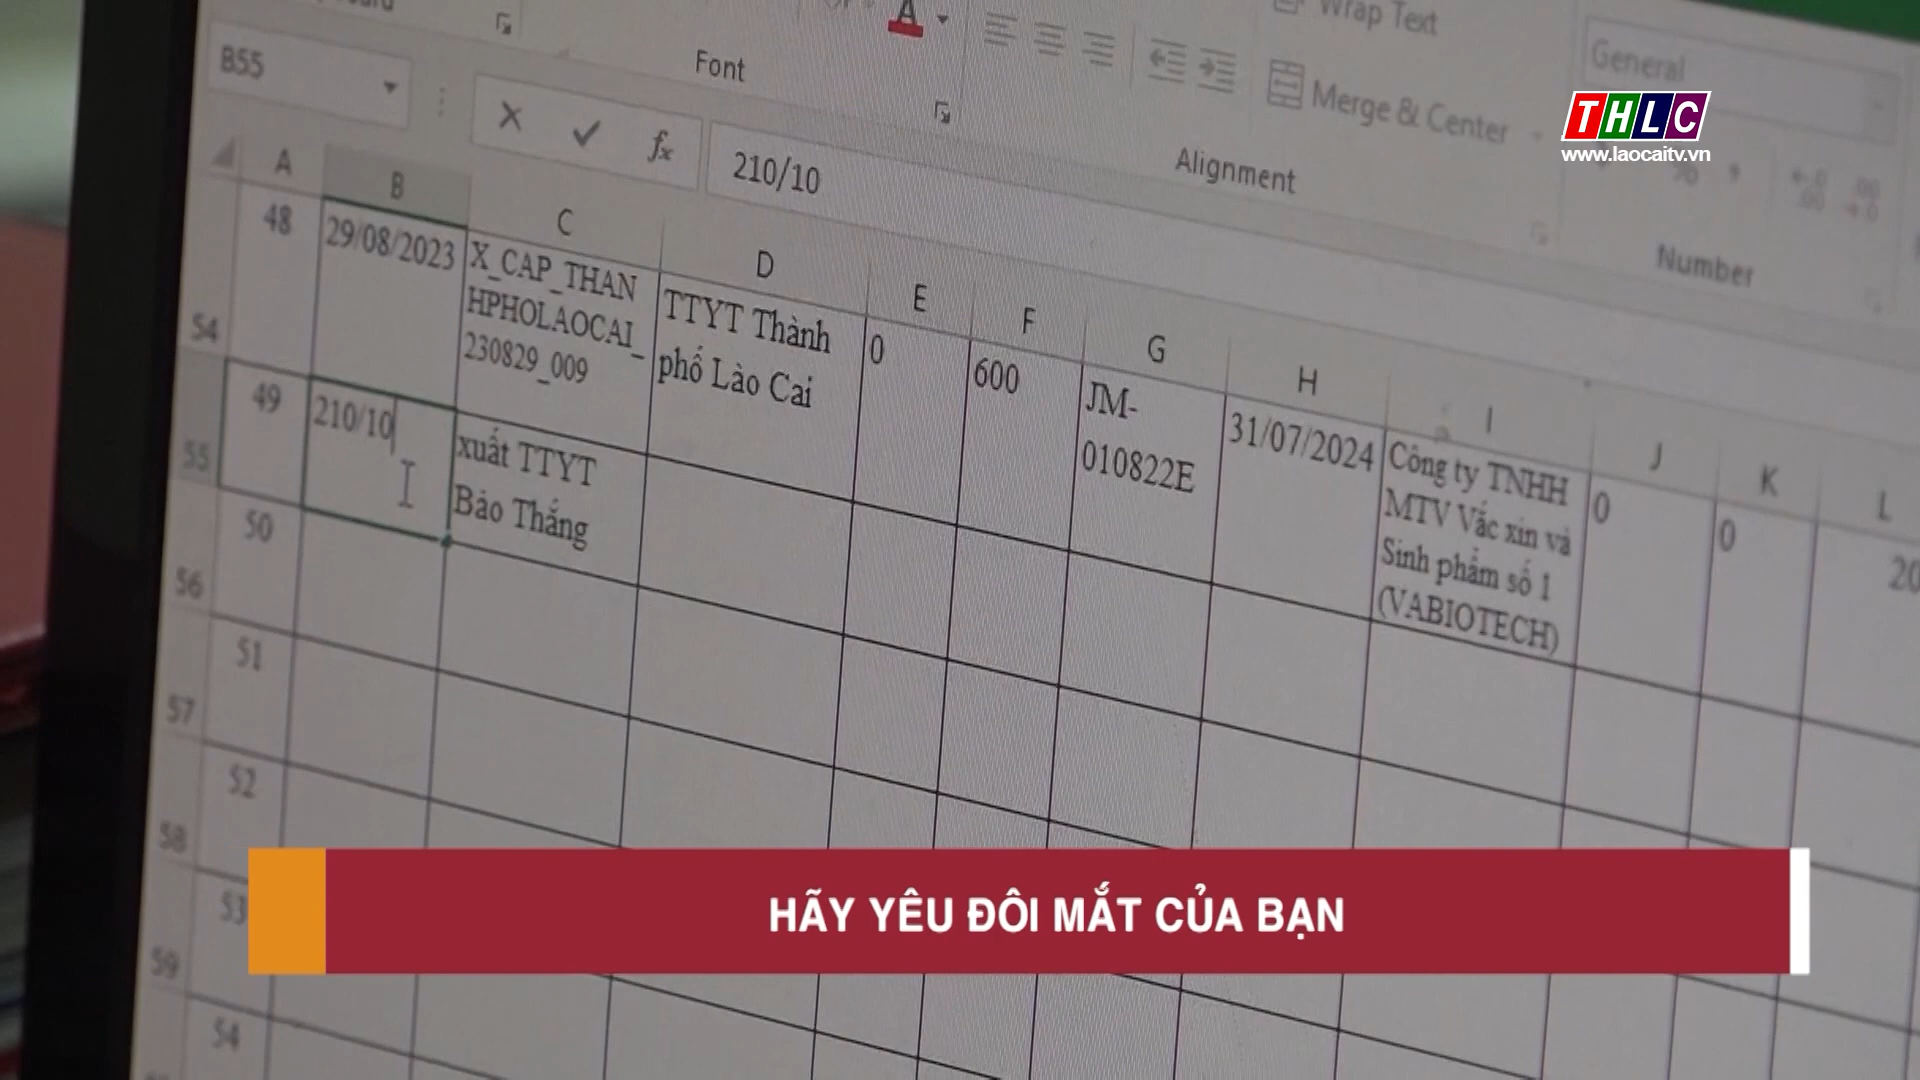 Wrap Text
B55
Font
General
Merge & Center
THLC
www.laocaitv.vn
fx
210/10
Alignment
Number
A
B
C
D
E
F
G
H
I
J
K
L
54
48
29/08/2023
X_CAP_THAN
HPHOLAOCAI_
230829_009
TTYT Thành
phố Lào Cai
0
600
JM-
010822E
31/07/2024
Công ty TNHH
MTV Vắc xin và
Sinh phẩm số 1
(VABIOTECH)
0
0
20
55
49
210/10
xuất TTYT
Bảo Thắng
56
50
57
51
58
52
59
53
54
HÃY YÊU ĐÔI MẮT CỦA BẠN